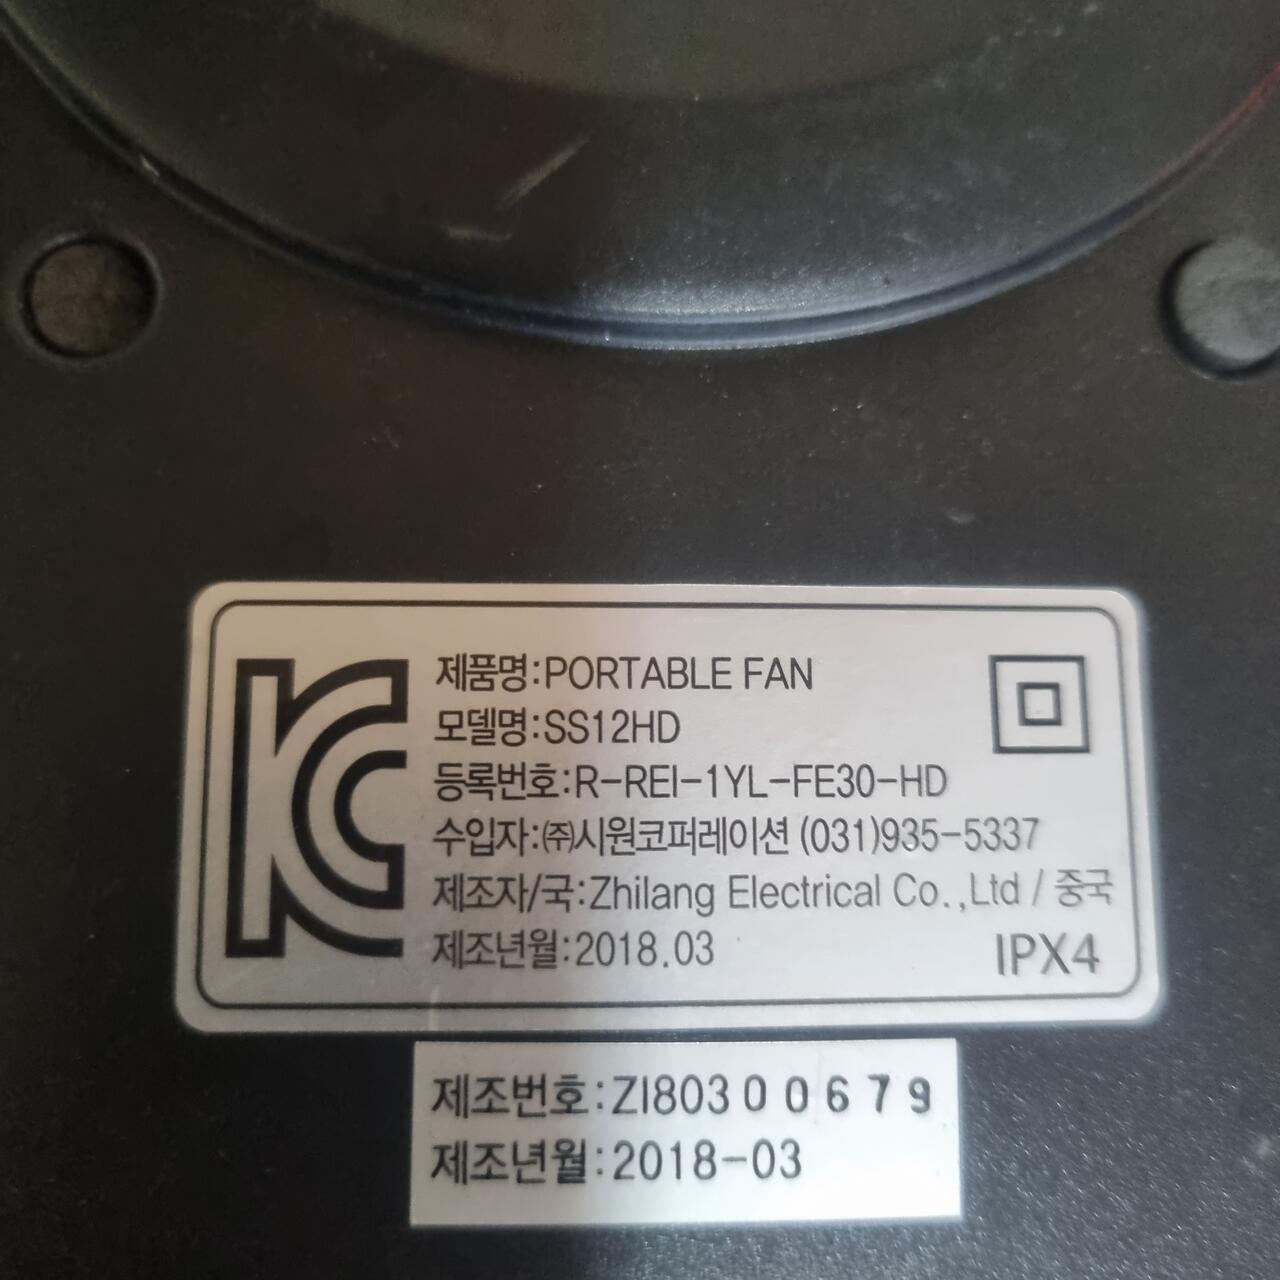 제품명:PORTABLE FAN
모델명:SS12HD
등록번호:R-REI-1YL-FE30-HD
수입자:㈜시원코퍼레이션 (031)935-5337
제조자/국:Zhilang Electrical Co.,Ltd / 중국
제조년월:2018.03
IPX4
제조번호:ZI80300679
제조년월:2018-03